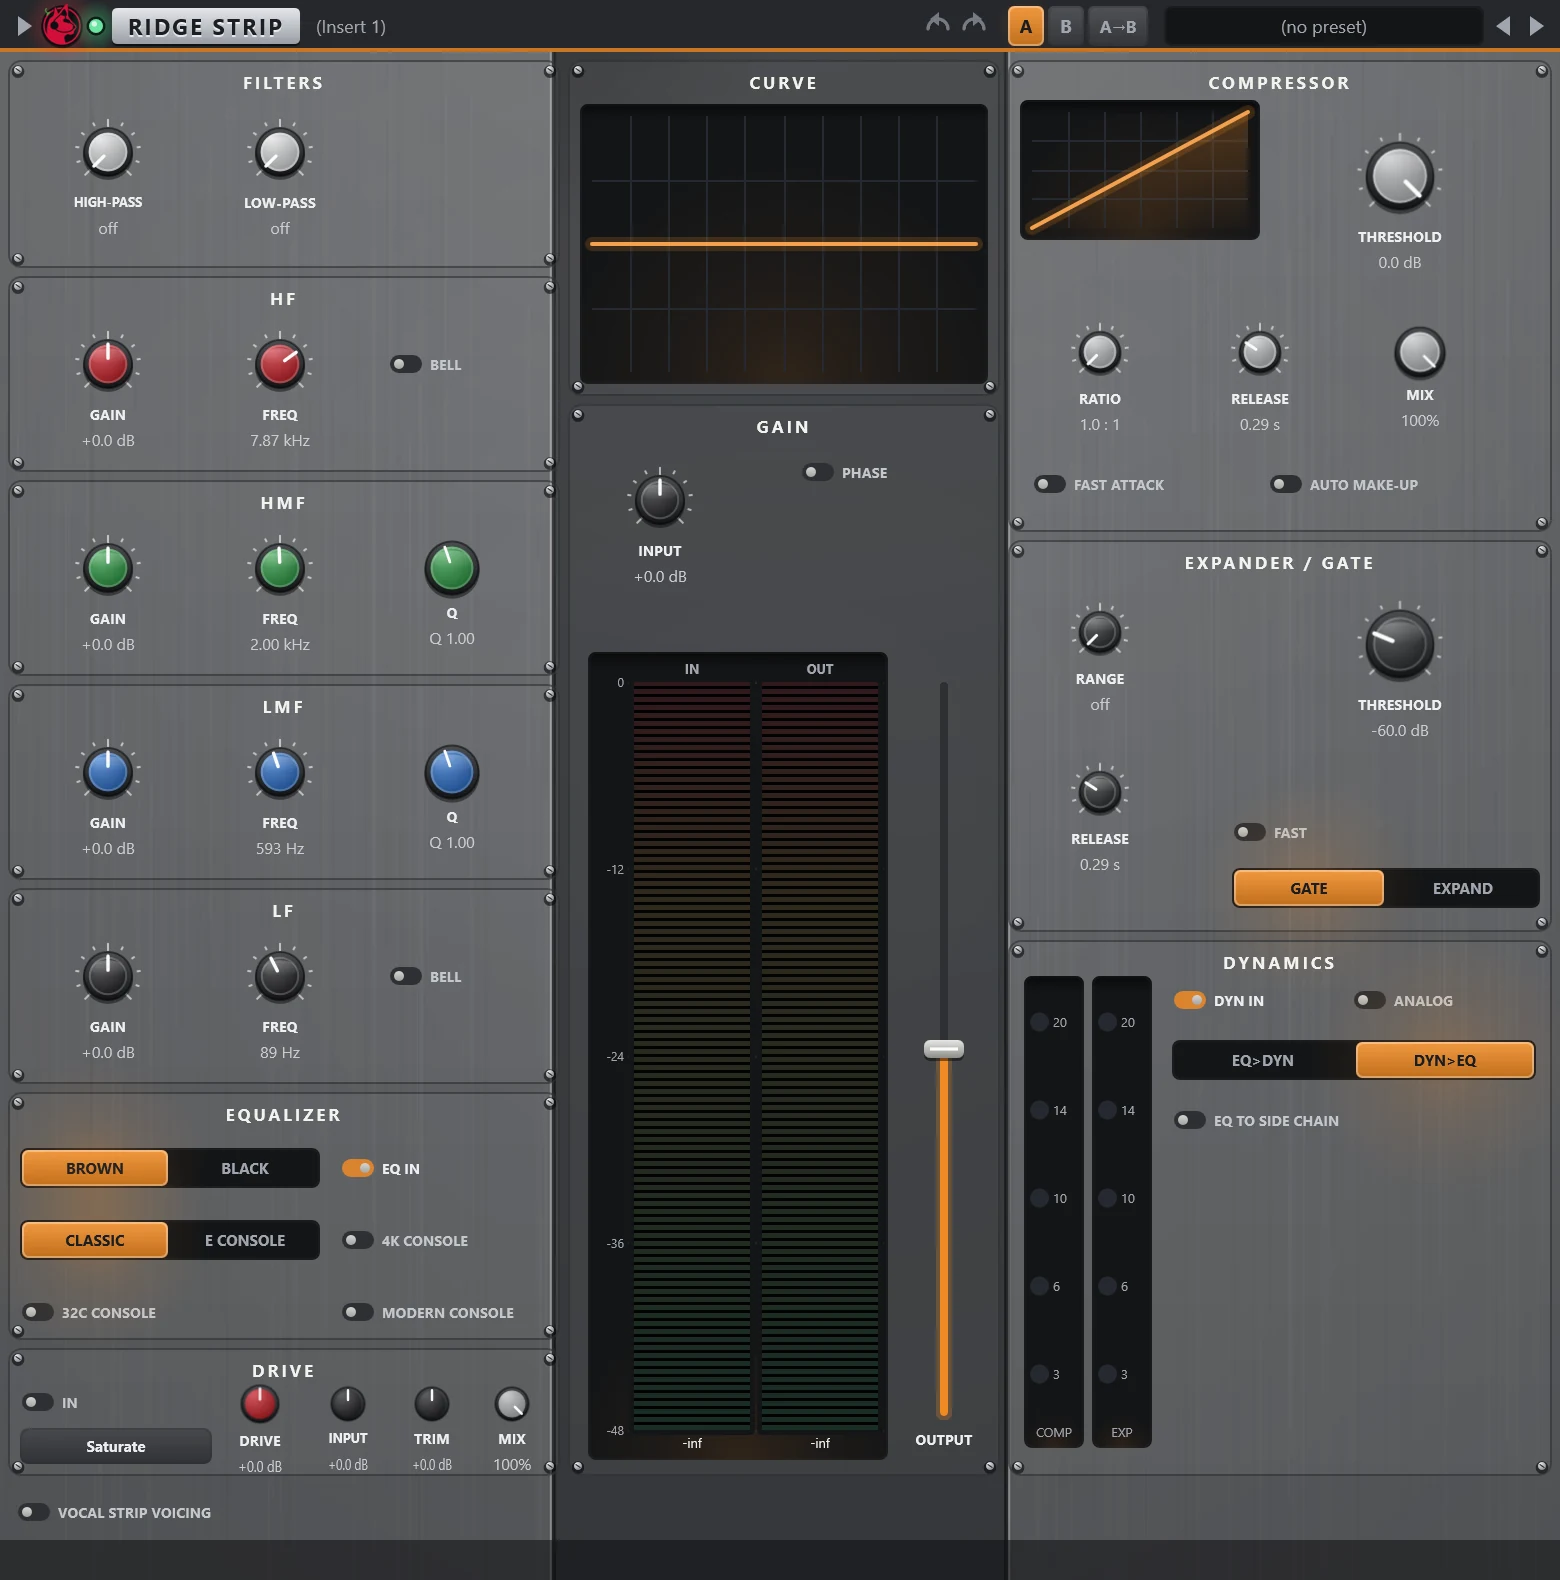 RIDGE STRIP (Insert 1) A B A→B (no preset)
FILTERS
HIGH-PASS LOW-PASS
off off
HF
BELL
GAIN FREQ
+0.0 dB 7.87 kHz
HMF
GAIN FREQ Q
+0.0 dB 2.00 kHz Q 1.00
LMF
GAIN FREQ Q
+0.0 dB 593 Hz Q 1.00
LF
BELL
GAIN FREQ
+0.0 dB 89 Hz
EQUALIZER
BROWN BLACK EQ IN
CLASSIC E CONSOLE 4K CONSOLE
32C CONSOLE MODERN CONSOLE
DRIVE
IN
Saturate
DRIVE INPUT TRIM MIX
+0.0 dB +0.0 dB +0.0 dB 100%
VOCAL STRIP VOICING
CURVE
GAIN
PHASE
INPUT
+0.0 dB
IN OUT
0
-12
-24
-36
-48
-inf -inf
OUTPUT
COMPRESSOR
THRESHOLD
0.0 dB
RATIO RELEASE MIX
1.0 : 1 0.29 s 100%
FAST ATTACK AUTO MAKE-UP
EXPANDER / GATE
RANGE
off
THRESHOLD
-60.0 dB
RELEASE
0.29 s
FAST
GATE EXPAND
DYNAMICS
DYN IN ANALOG
EQ>DYN DYN>EQ
EQ TO SIDE CHAIN
20 20
14 14
10 10
6 6
3 3
COMP EXP